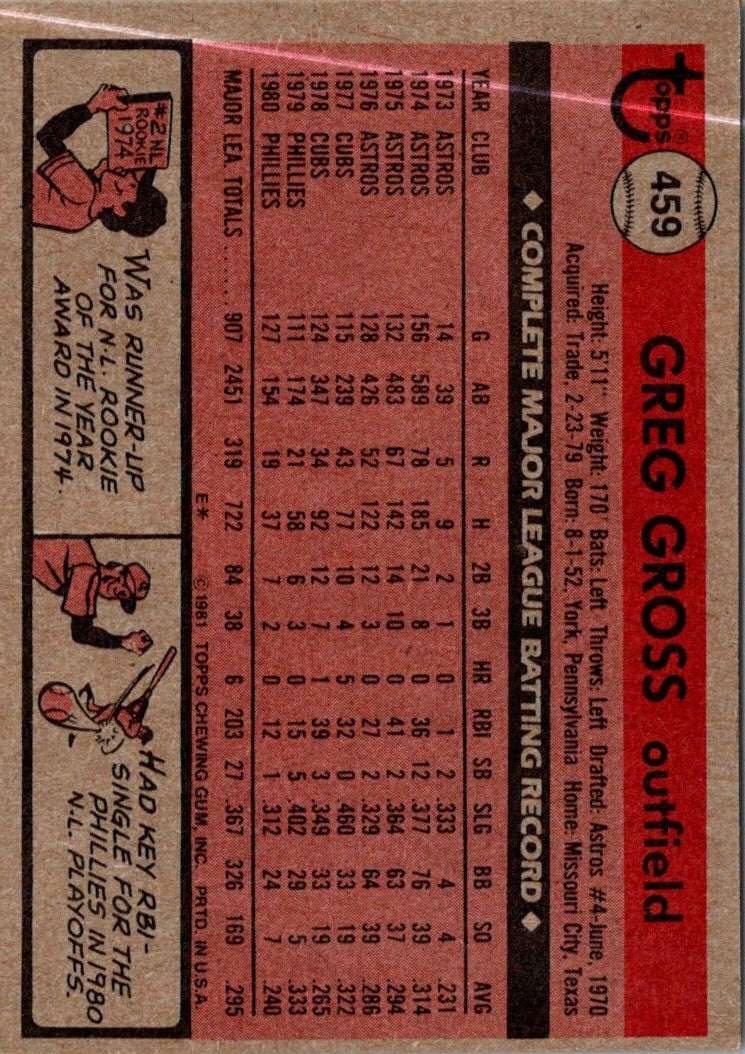 topps®
459
GREG GROSS outfield
Height: 5'11" Weight: 170' Bats: Left Throws: Left Drafted: Astros #4-June, 1970
Acquired: Trade, 2-23-79 Born: 8-1-52, York, Pennsylvania Home: Missouri City, Texas
◆ COMPLETE MAJOR LEAGUE BATTING RECORD ◆
YEAR CLUB G AB R H 2B 3B HR RBI SB SLG BB SO AVG
1973 ASTROS 14 39 5 9 2 1 0 1 2 .333 4 4 .231
1974 ASTROS 156 589 78 185 21 8 0 36 12 .377 76 39 .314
1975 ASTROS 132 483 67 142 14 10 0 41 2 .364 63 37 .294
1976 ASTROS 128 426 52 122 12 3 0 27 2 .329 64 39 .286
1977 CUBS 115 239 43 77 10 4 5 32 0 .460 33 19 .322
1978 CUBS 124 347 34 92 12 7 1 39 3 .349 33 19 .265
1979 PHILLIES 111 174 21 58 6 3 0 15 5 .402 29 5 .333
1980 PHILLIES 127 154 19 37 7 2 0 12 1 .312 24 7 .240
MAJOR LEA. TOTALS...... 907 2451 319 722 84 38 6 203 27 .367 326 169 .295
E* © 1981 TOPPS CHEWING GUM, INC. PRTD. IN U.S.A.
#2 NL
ROOKIE
1974
WAS RUNNER-UP
FOR N.L. ROOKIE
OF THE YEAR
AWARD IN 1974.
HAD KEY RBI-
SINGLE FOR THE
PHILLIES IN 1980
N.L. PLAYOFFS.